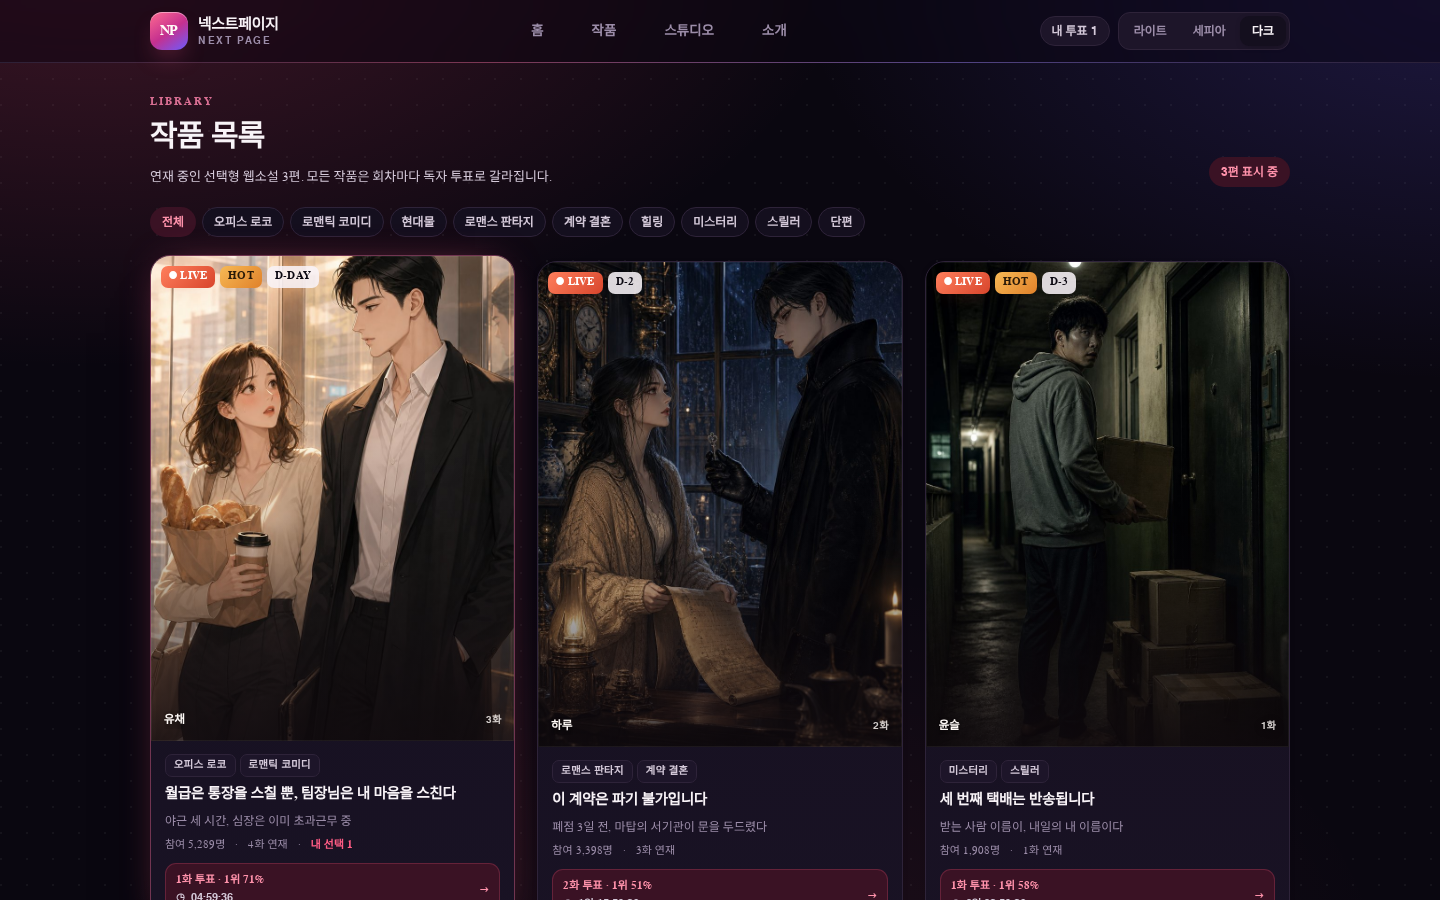 NP
넥스트페이지
NEXT PAGE
홈
작품
스튜디오
소개
내 투표 1
라이트
세피아
다크
LIBRARY
작품 목록
연재 중인 선택형 웹소설 3편. 모든 작품은 회차마다 독자 투표로 갈라집니다.
3편 표시 중
전체
오피스 로코
로맨틱 코미디
현대물
로맨스 판타지
계약 결혼
힐링
미스터리
스릴러
단편
LIVE
HOT
D-DAY
유채
3화
오피스 로코
로맨틱 코미디
월급은 통장을 스칠 뿐, 팀장님은 내 마음을 스친다
야근 세 시간, 심장은 이미 초과근무 중
참여 5,289명 · 4화 연재 · 내 선택 1
1화 투표 · 1위 71%
→
04:59:36
LIVE
D-2
하루
2화
로맨스 판타지
계약 결혼
이 계약은 파기 불가입니다
폐점 3일 전, 마탑의 서기관이 문을 두드렸다
참여 3,398명 · 3화 연재
2화 투표 · 1위 51%
→
LIVE
HOT
D-3
윤슬
1화
미스터리
스릴러
세 번째 택배는 반송됩니다
받는 사람 이름이, 내일의 내 이름이다
참여 1,908명 · 1화 연재
1화 투표 · 1위 58%
→